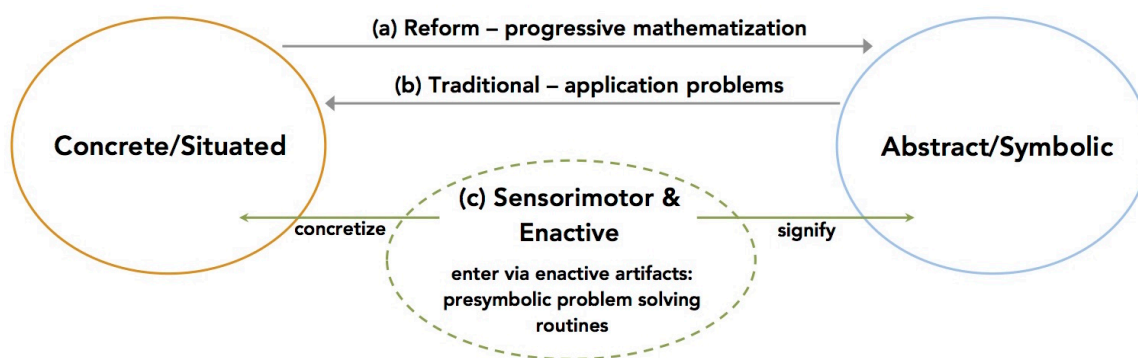 (a) Reform – progressive mathematization
(b) Traditional – application problems
Concrete/Situated
Abstract/Symbolic
(c) Sensorimotor &
Enactive
concretize
signify
enter via enactive artifacts:
presymbolic problem solving
routines